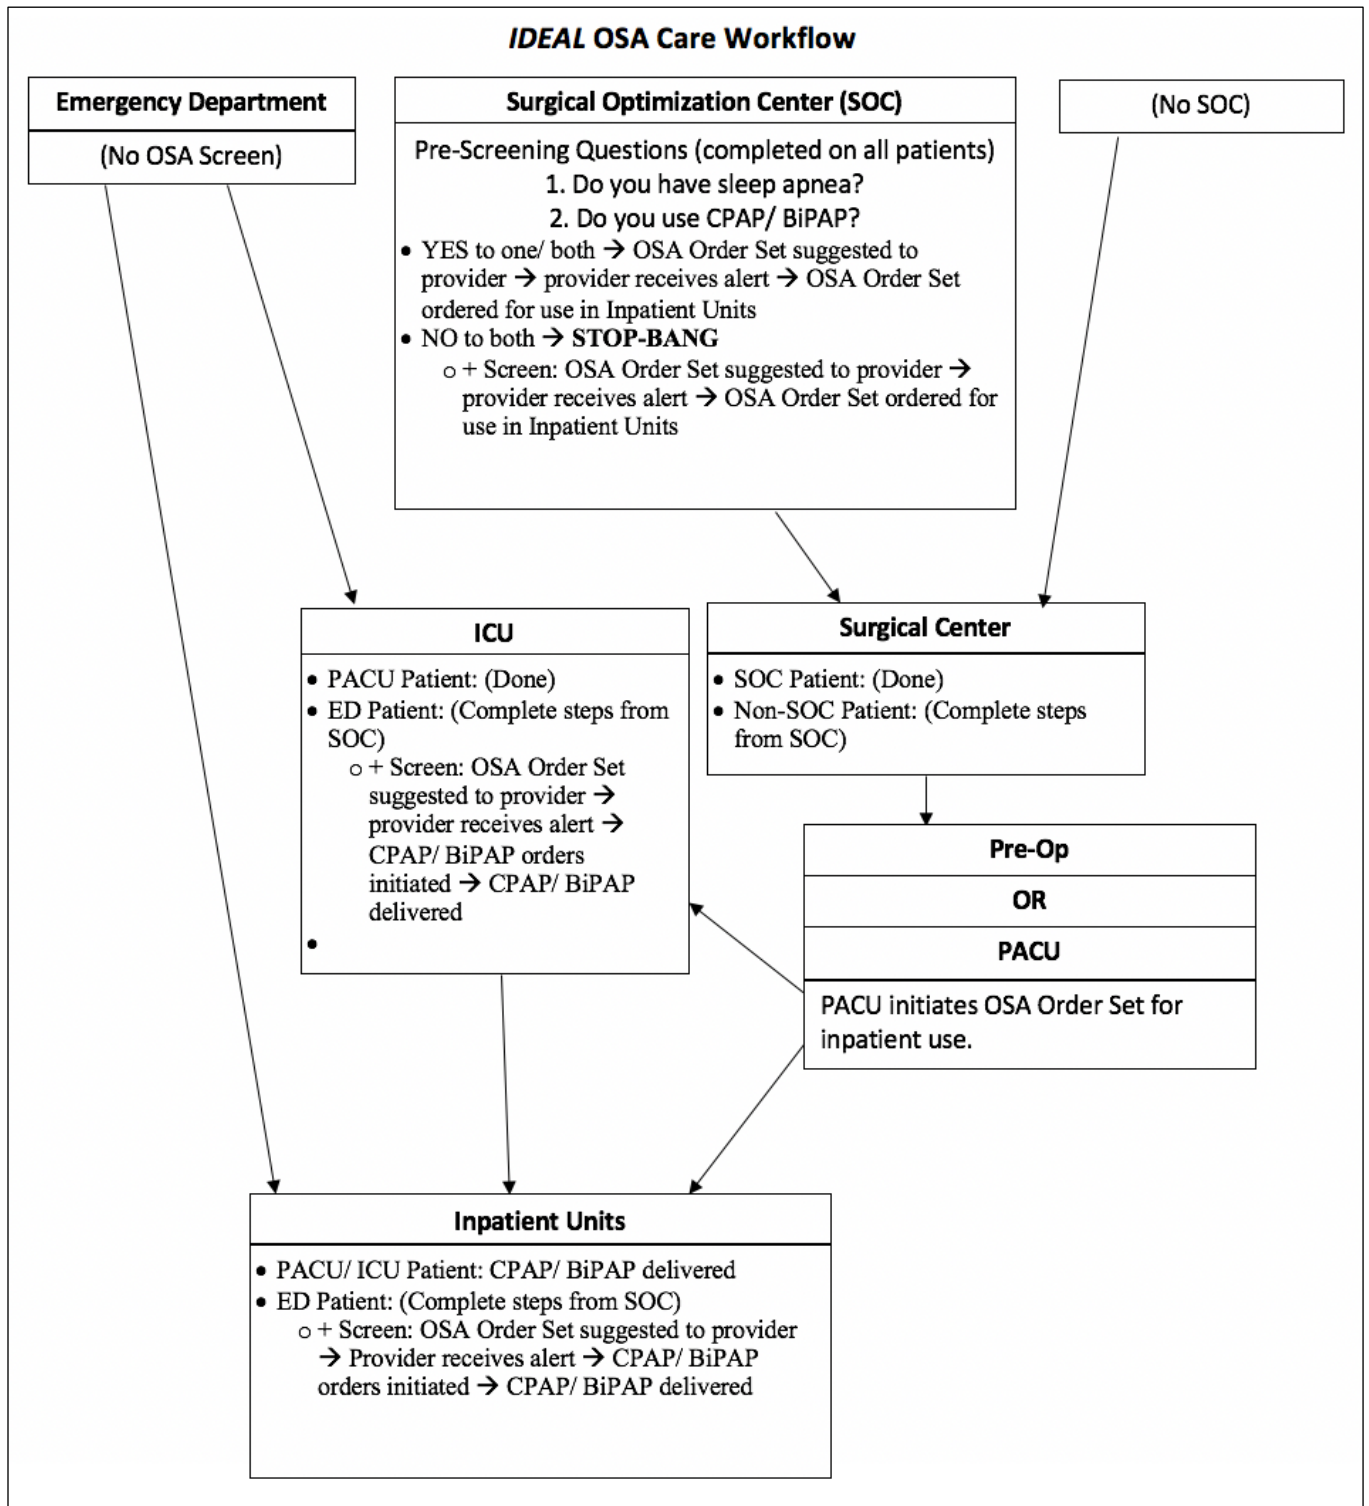 IDEAL OSA Care Workflow
Emergency Department
(No OSA Screen)
Surgical Optimization Center (SOC)
Pre-Screening Questions (completed on all patients)
1. Do you have sleep apnea?
2. Do you use CPAP/ BiPAP?
• YES to one/ both → OSA Order Set suggested to
provider → provider receives alert → OSA Order Set
ordered for use in Inpatient Units
• NO to both → STOP-BANG
o + Screen: OSA Order Set suggested to provider →
provider receives alert → OSA Order Set ordered for
use in Inpatient Units
(No SOC)
ICU
• PACU Patient: (Done)
• ED Patient: (Complete steps from
SOC)
o + Screen: OSA Order Set
suggested to provider →
provider receives alert →
CPAP/ BiPAP orders
initiated → CPAP/ BiPAP
delivered
•
Surgical Center
• SOC Patient: (Done)
• Non-SOC Patient: (Complete steps
from SOC)
Pre-Op
OR
PACU
PACU initiates OSA Order Set for
inpatient use.
Inpatient Units
• PACU/ ICU Patient: CPAP/ BiPAP delivered
• ED Patient: (Complete steps from SOC)
o + Screen: OSA Order Set suggested to provider
→ Provider receives alert → CPAP/ BiPAP
orders initiated → CPAP/ BiPAP delivered